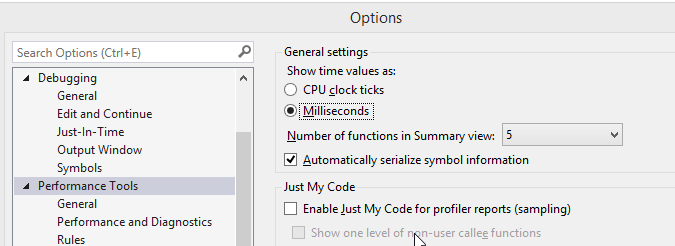 Options
Search Options (Ctrl+E)
Debugging
General
Edit and Continue
Just-In-Time
Output Window
Symbols
Performance Tools
General
Performance and Diagnostics
Rules
General settings
Show time values as:
CPU clock ticks
Milliseconds
Number of functions in Summary view: 5
Automatically serialize symbol information
Just My Code
Enable Just My Code for profiler reports (sampling)
Show one level of non-user callee functions